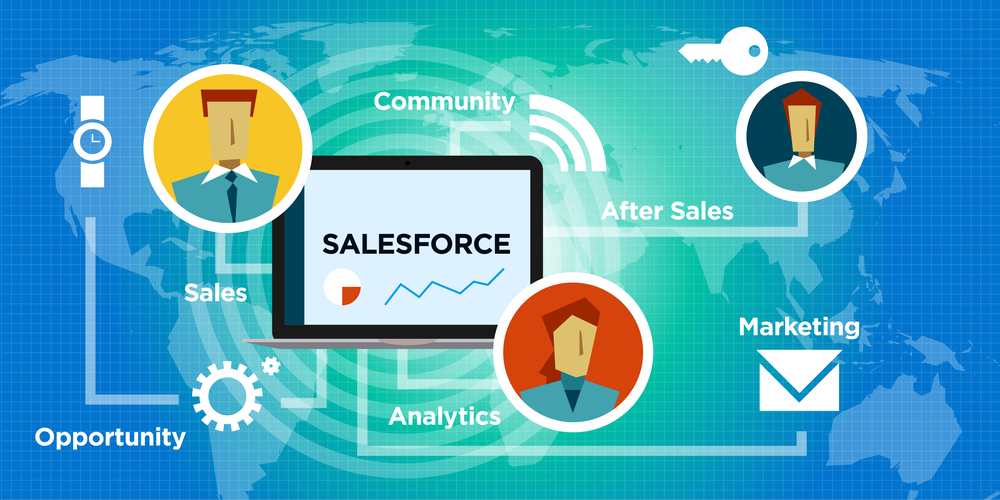 Community
After Sales
SALESFORCE
Sales
Marketing
Analytics
Opportunity